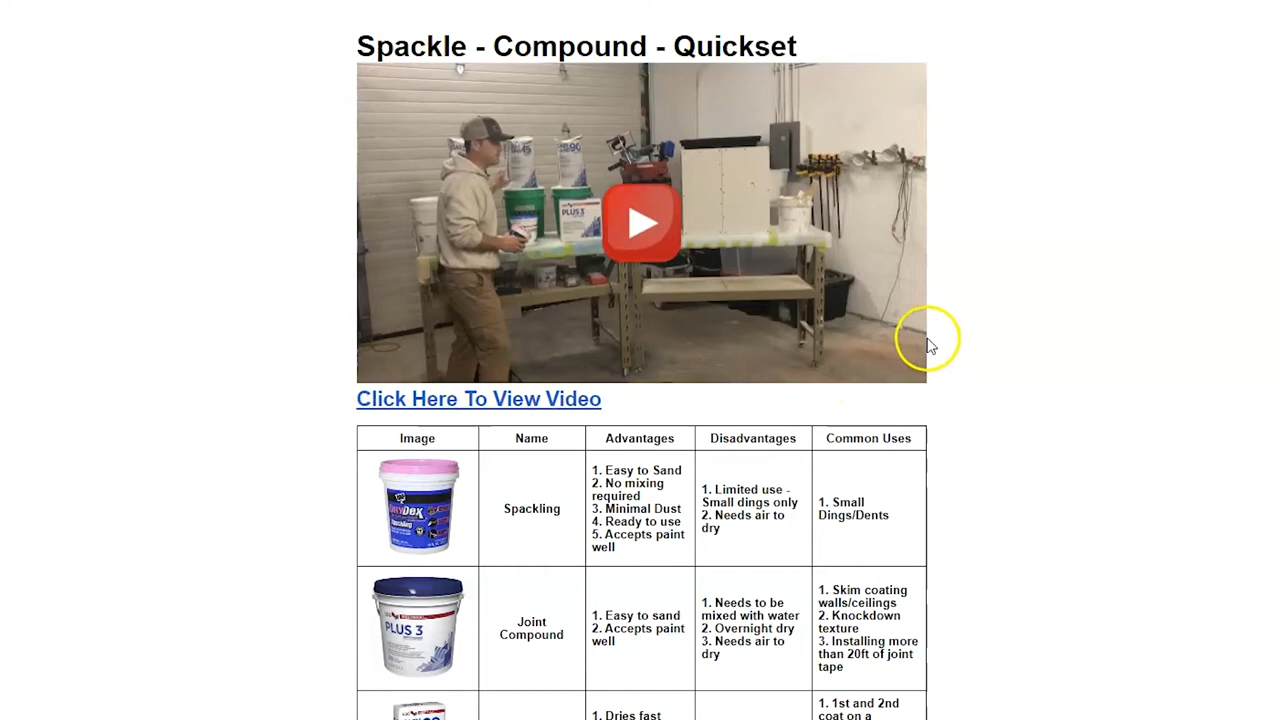 Spackle - Compound - Quickset
45
90
PLUS 3
Click Here To View Video
Image
Name
Advantages
Disadvantages
Common Uses
DryDex
Spackling
Spackling
1. Easy to Sand
2. No mixing
required
3. Minimal Dust
4. Ready to use
5. Accepts paint
well
1. Limited use -
Small dings only
2. Needs air to
dry
1. Small
Dings/Dents
PLUS 3
Joint
Compound
1. Easy to sand
2. Accepts paint
well
1. Needs to be
mixed with water
2. Overnight dry
3. Needs air to
dry
1. Skim coating
walls/ceilings
2. Knockdown
texture
3. Installing more
than 20ft of joint
tape
1. Dries fast
1. 1st and 2nd
coat on a